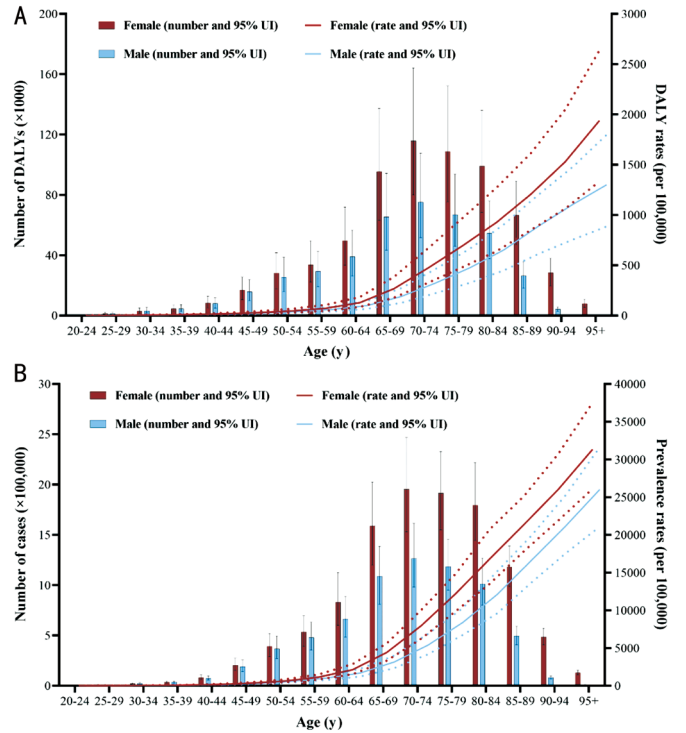 A
Female (number and 95% UI)
Female (rate and 95% UI)
Male (number and 95% UI)
Male (rate and 95% UI)
Number of DALYs (×1000)
200
160
120
80
40
0
DALY rates (per 100,000)
3000
2500
2000
1500
1000
500
0
20-24 25-29 30-34 35-39 40-44 45-49 50-54 55-59 60-64 65-69 70-74 75-79 80-84 85-89 90-94 95+
Age (y)
B
Female (number and 95% UI)
Female (rate and 95% UI)
Male (number and 95% UI)
Male (rate and 95% UI)
Number of cases (×100,000)
30
25
20
15
10
5
0
Prevalence rates (per 100,000)
40000
35000
30000
25000
20000
15000
10000
5000
0
20-24 25-29 30-34 35-39 40-44 45-49 50-54 55-59 60-64 65-69 70-74 75-79 80-84 85-89 90-94 95+
Age (y)